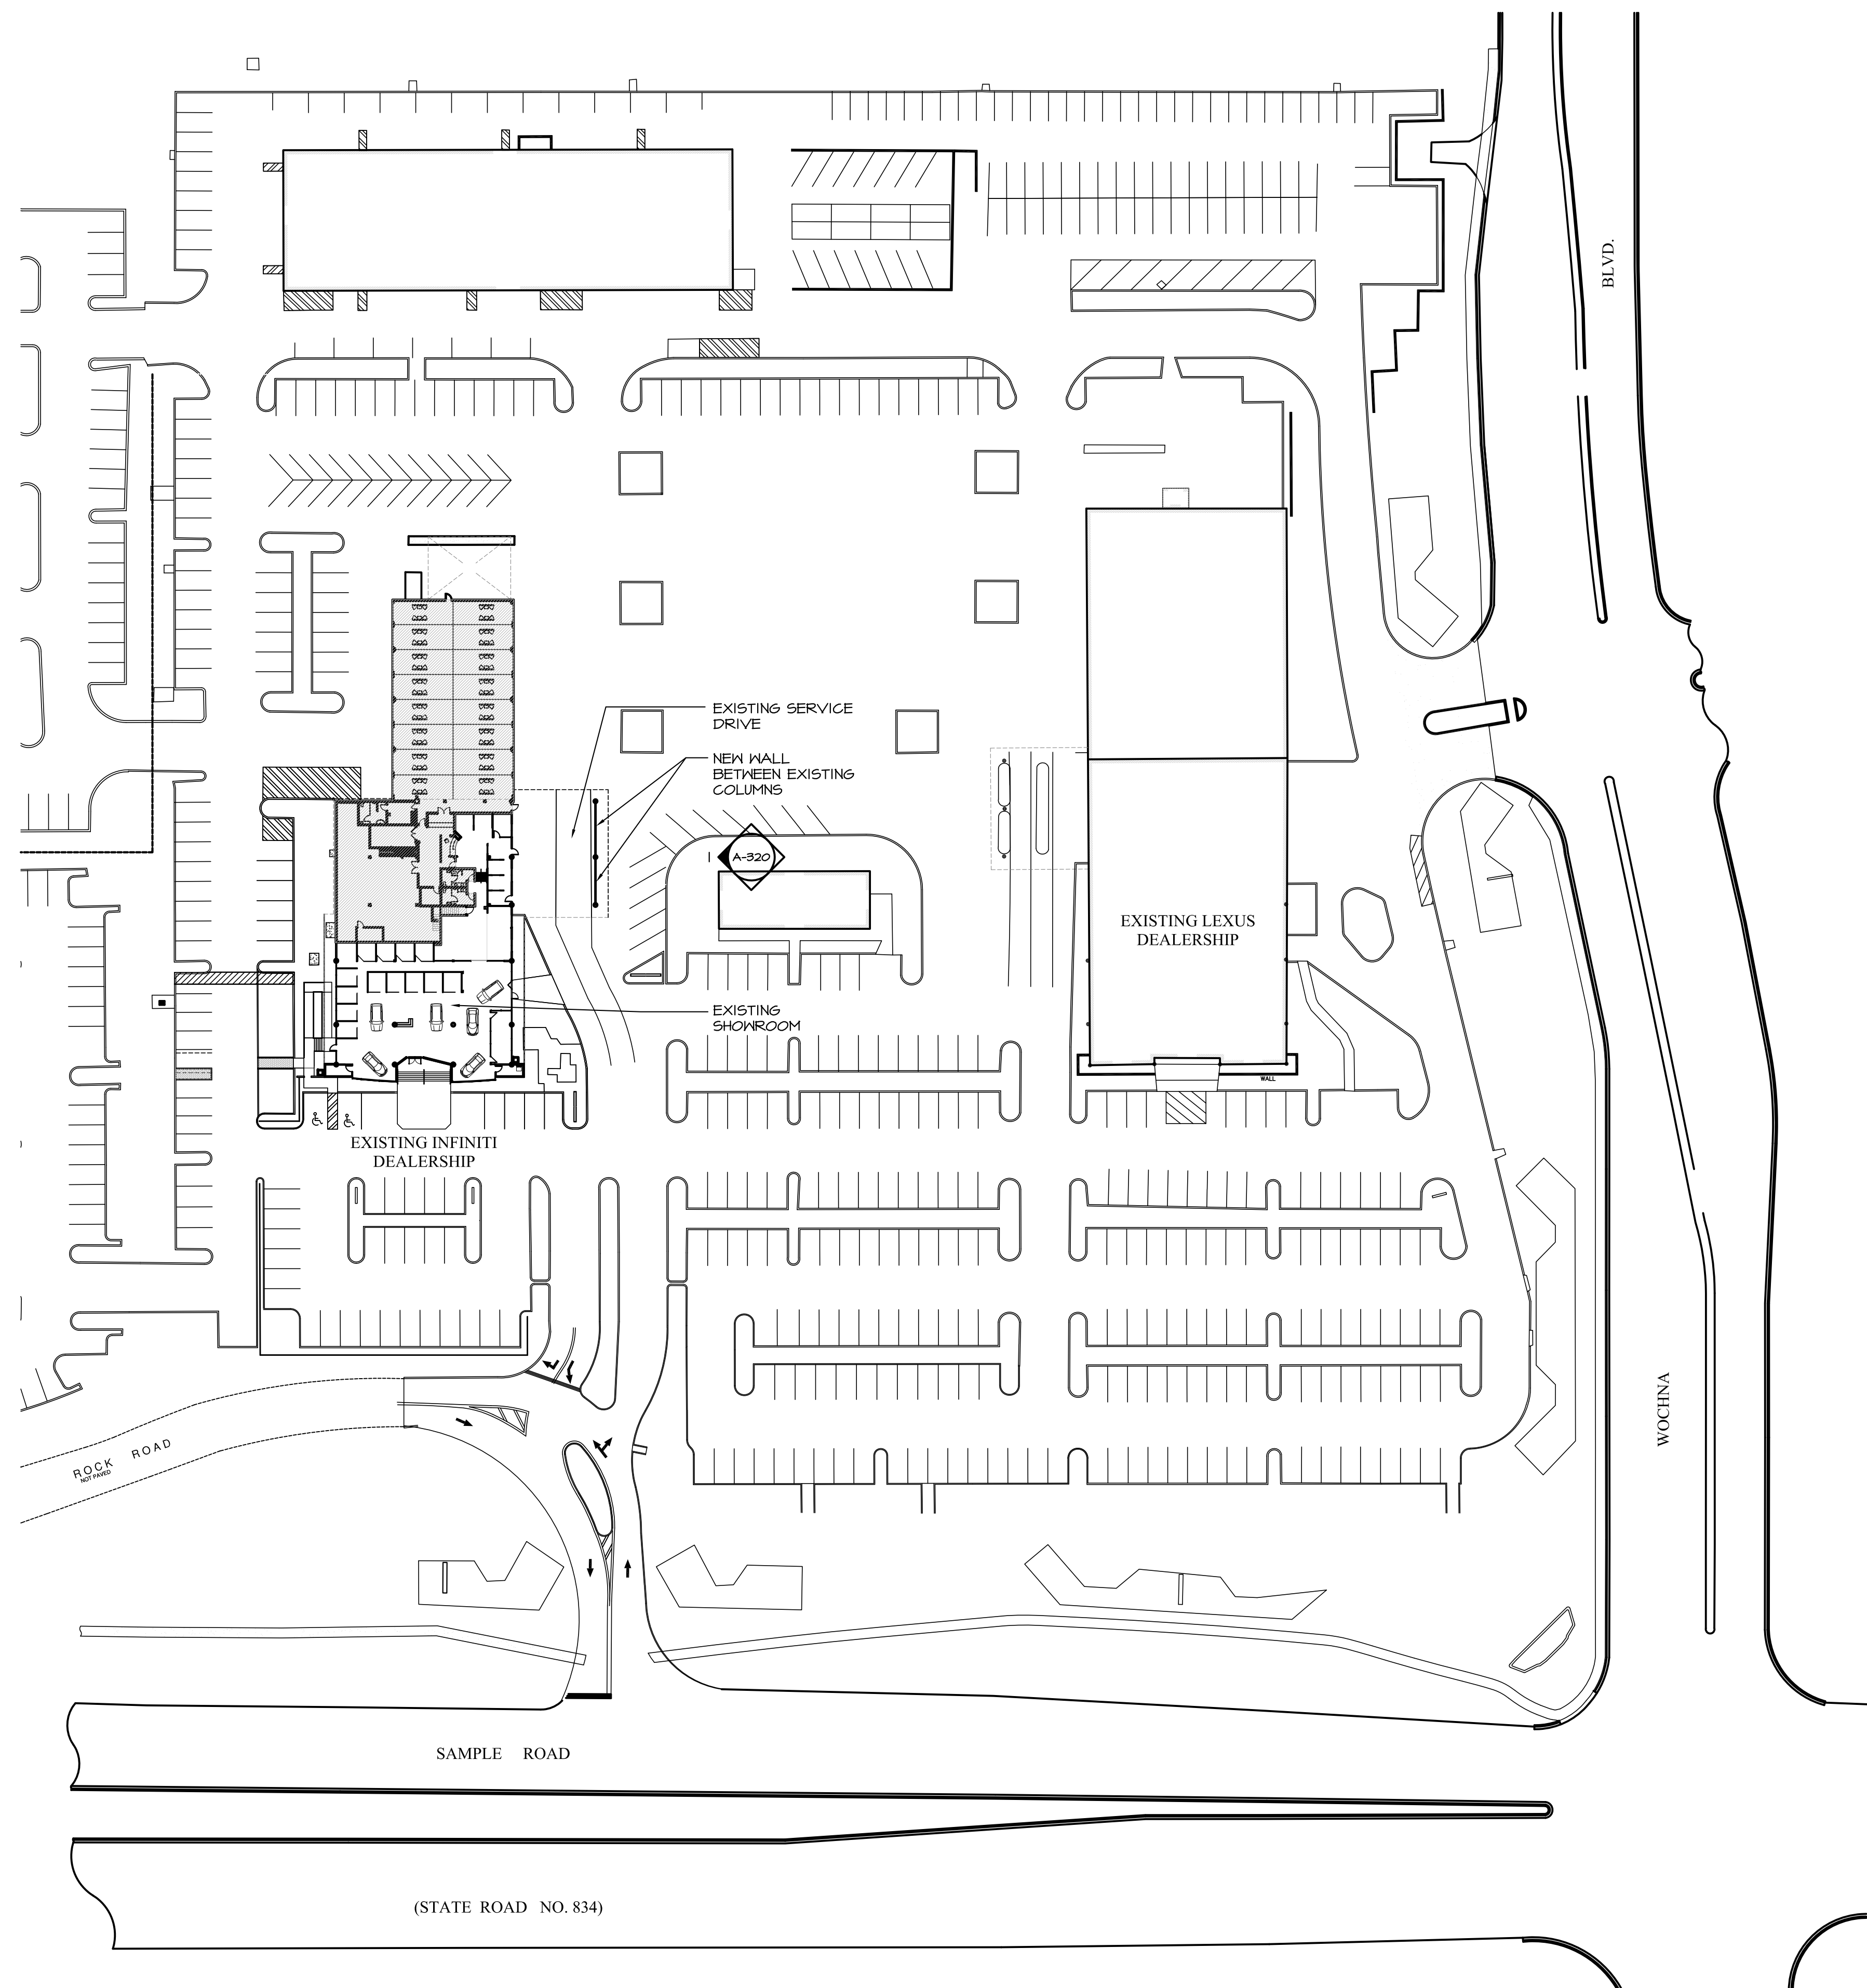 BLVD.
EXISTING SERVICE
DRIVE
NEW WALL
BETWEEN EXISTING
COLUMNS
1
A-320
EXISTING LEXUS
DEALERSHIP
EXISTING
SHOWROOM
WALL
EXISTING INFINITI
DEALERSHIP
WOCHNA
ROCK ROAD
NOT PAVED
SAMPLE ROAD
(STATE ROAD NO. 834)